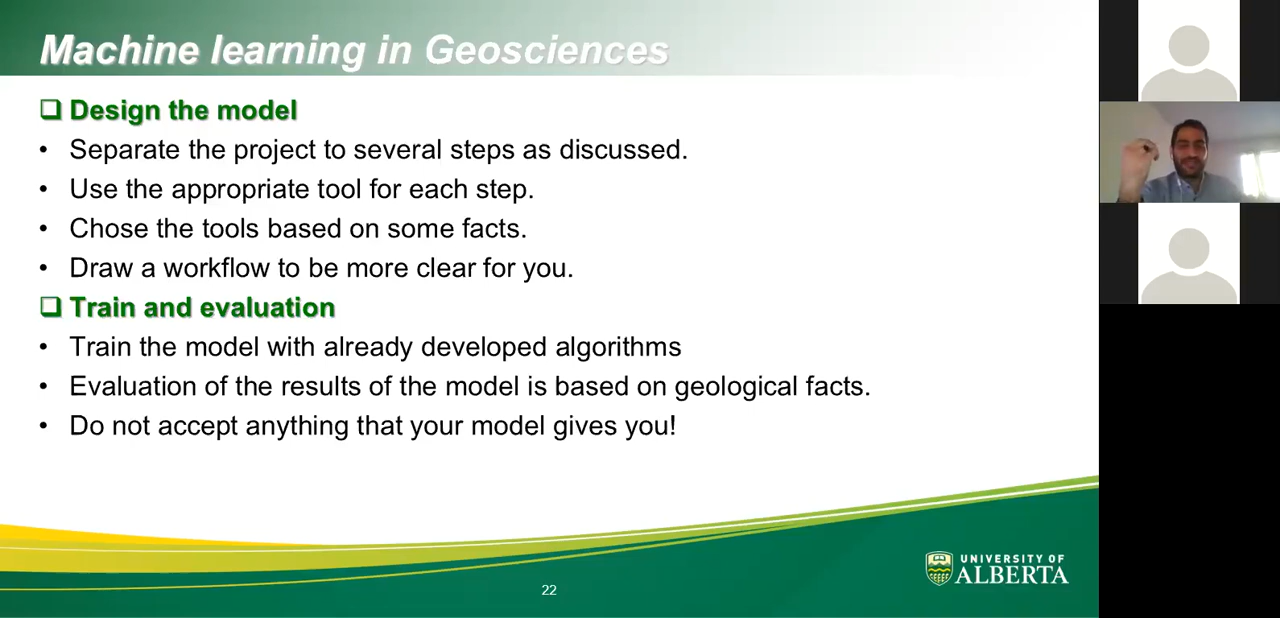 Machine learning in Geosciences
❑ Design the model
• Separate the project to several steps as discussed.
• Use the appropriate tool for each step.
• Chose the tools based on some facts.
• Draw a workflow to be more clear for you.
❑ Train and evaluation
• Train the model with already developed algorithms
• Evaluation of the results of the model is based on geological facts.
• Do not accept anything that your model gives you!
22
UNIVERSITY OF
ALBERTA